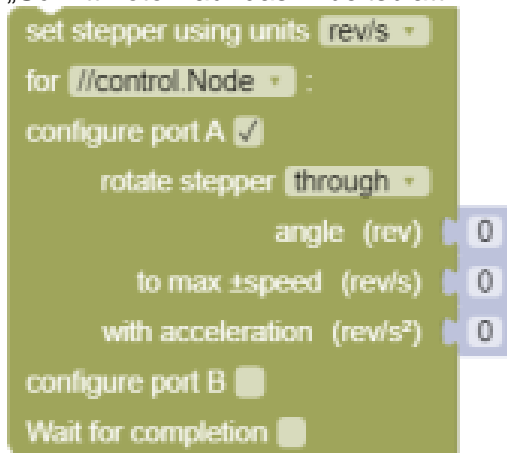 set stepper using units rev/s
for //control.Node :
configure port A ✓
rotate stepper through
angle (rev) 0
to max ±speed (rev/s) 0
with acceleration (rev/s²) 0
configure port B
Wait for completion